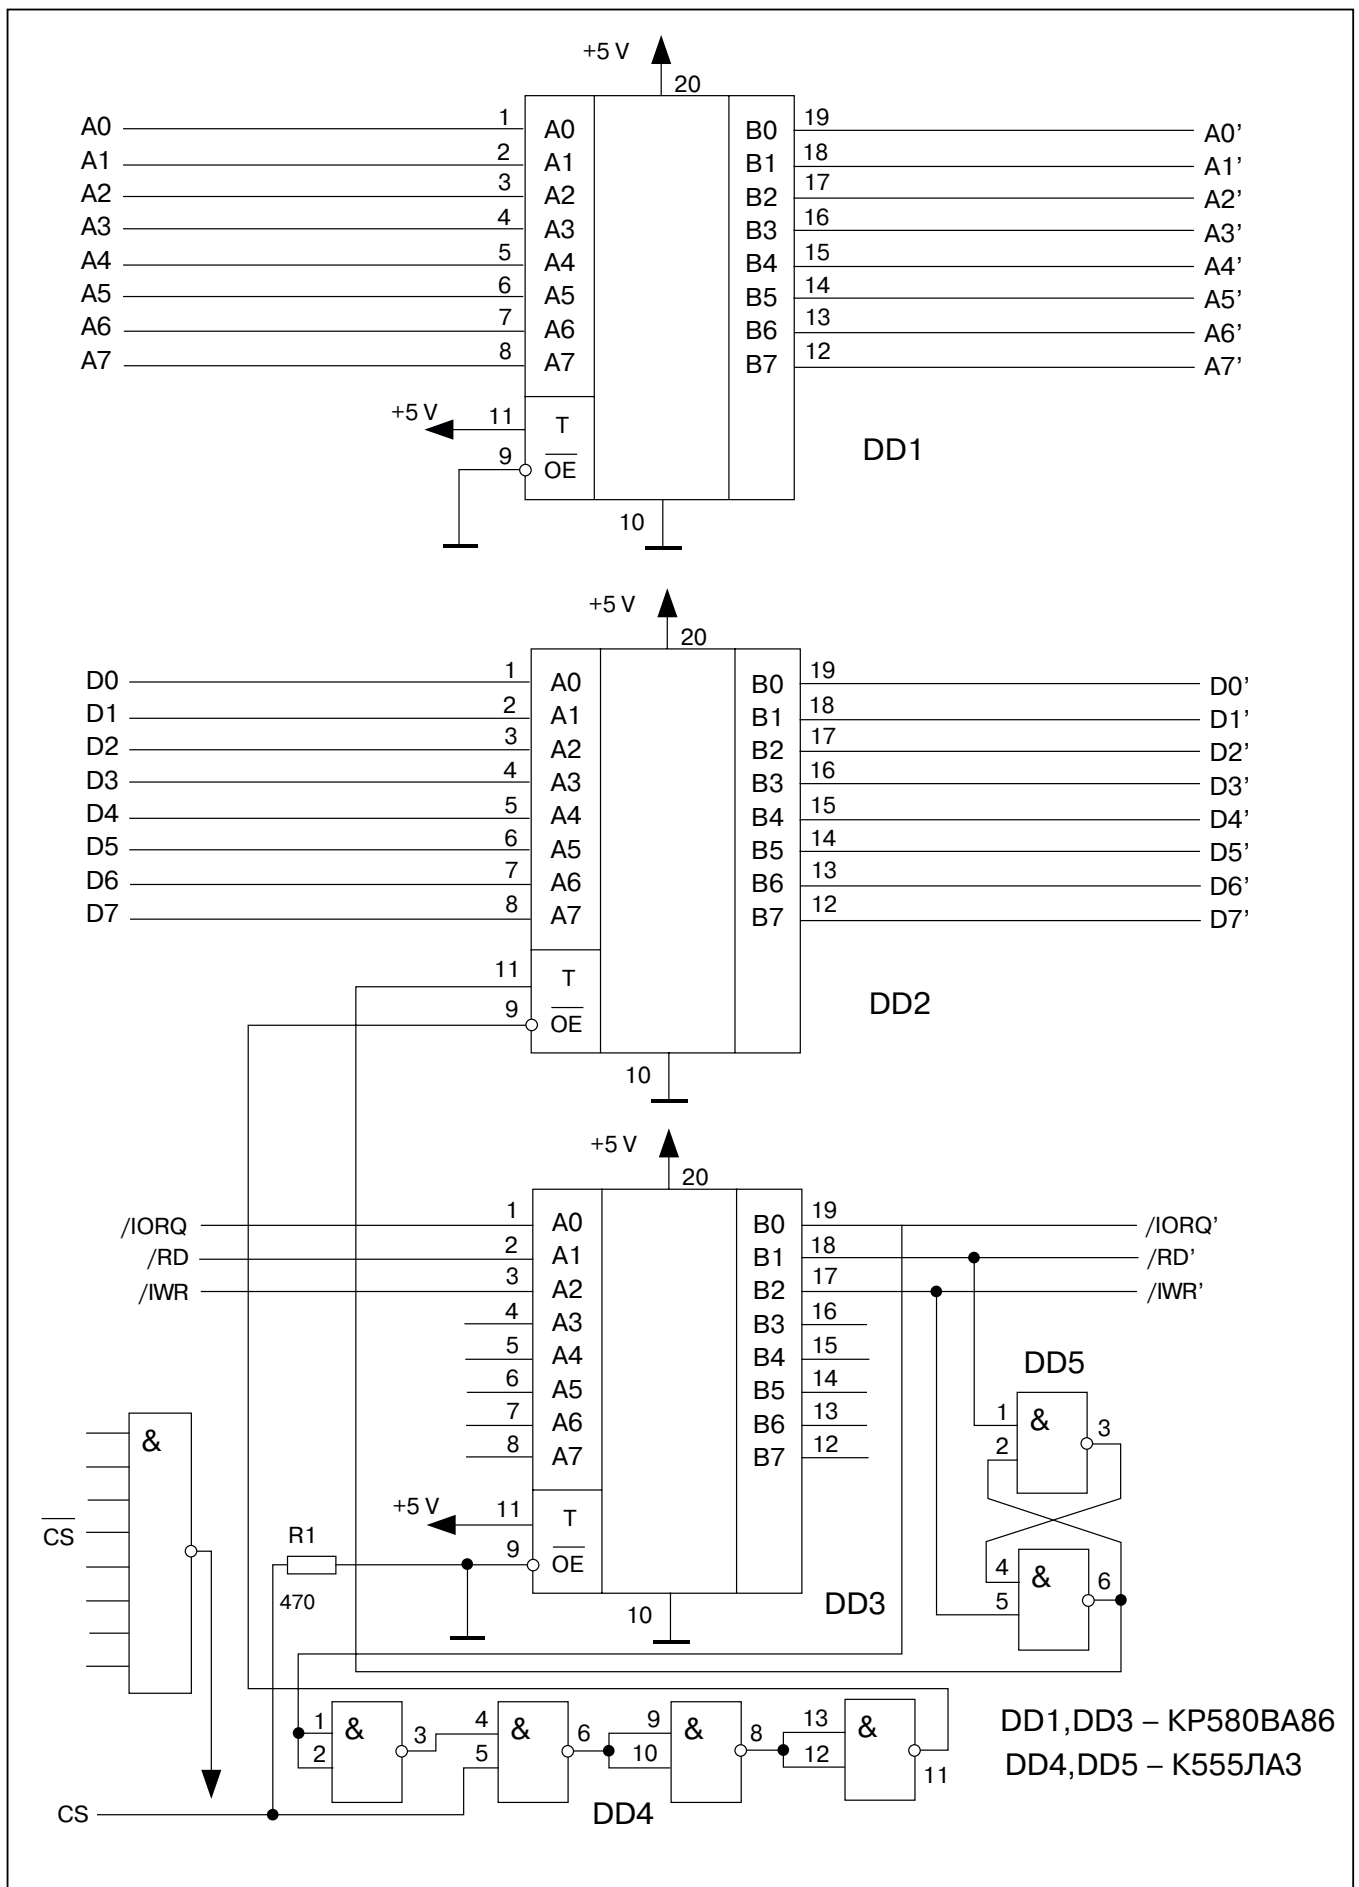 +5 V
20
A0 1 A0 B0 19 A0’
A1 2 A1 B1 18 A1’
A2 3 A2 B2 17 A2’
A3 4 A3 B3 16 A3’
A4 5 A4 B4 15 A4’
A5 6 A5 B5 14 A5’
A6 7 A6 B6 13 A6’
A7 8 A7 B7 12 A7’
+5 V 11 T
DD1
9 OE
10
+5 V
20
D0 1 A0 B0 19 D0’
D1 2 A1 B1 18 D1’
D2 3 A2 B2 17 D2’
D3 4 A3 B3 16 D3’
D4 5 A4 B4 15 D4’
D5 6 A5 B5 14 D5’
D6 7 A6 B6 13 D6’
D7 8 A7 B7 12 D7’
11 T
DD2
9 OE
10
+5 V
20
/IORQ 1 A0 B0 19 /IORQ’
/RD 2 A1 B1 18 /RD’
/IWR 3 A2 B2 17 /IWR’
4 A3 B3 16
5 A4 B4 15
DD5
6 A5 B5 14
7 A6 B6 13
8 A7 B7 12
1 & 3
2
&
+5 V 11 T
CS
R1
9 OE
470
4 & 6
5
10
DD3
1 & 3 4 & 6 9 & 8 13 & 11
2 5 10 12
DD1,DD3 – КР580ВА86
DD4,DD5 – К555ЛА3
CS
DD4